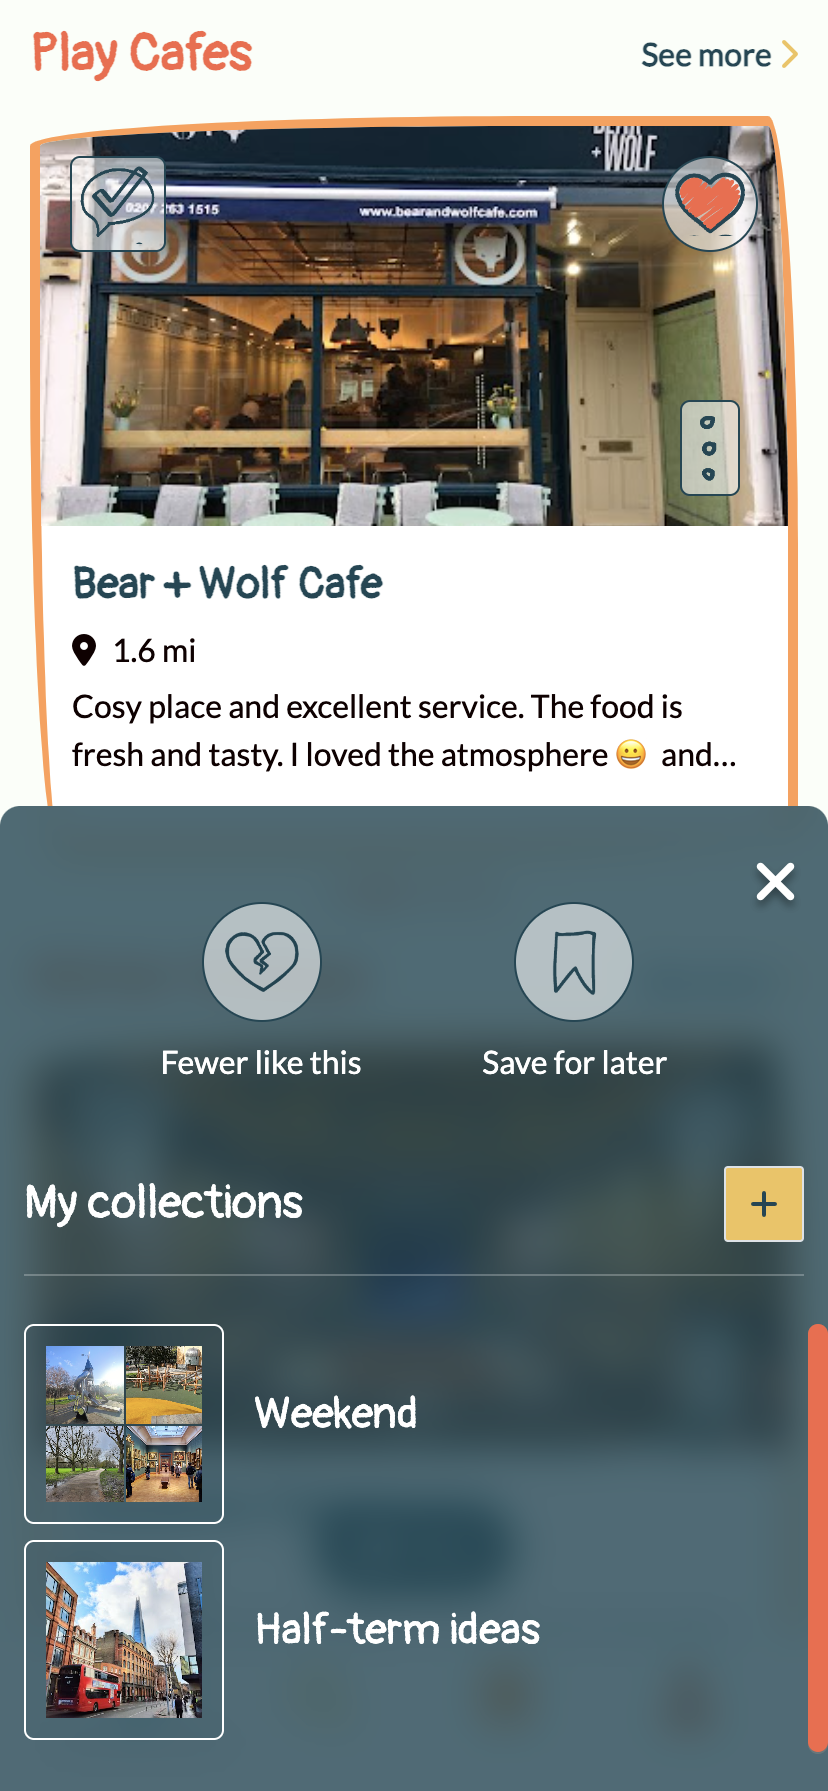 Play Cafes
See more
BEAR
+WOLF
0207 263 1515
www.bearandwolfcafe.com
Bear + Wolf Cafe
1.6 mi
Cosy place and excellent service. The food is
fresh and tasty. I loved the atmosphere 😀 and...
Fewer like this
Save for later
My collections
+
Weekend
Half-term ideas